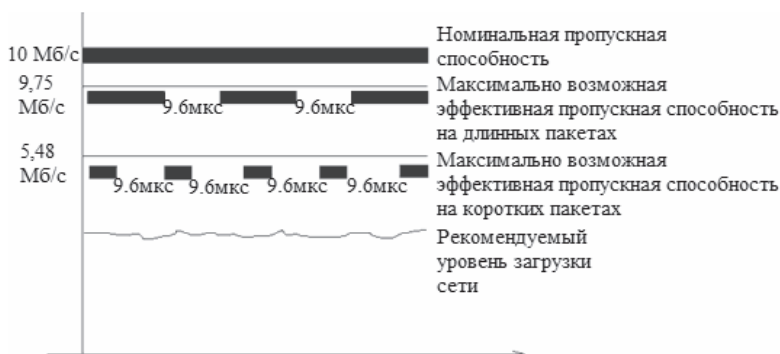 10 Мб/с
Номинальная пропускная
способность
9,75
Мб/с
9.6мкс 9.6мкс
Максимально возможная
эффективная пропускная способность
на длинных пакетах
5,48
Мб/с
9.6мкс 9.6мкс 9.6мкс 9.6мкс
Максимально возможная
эффективная пропускная способность
на коротких пакетах
Рекомендуемый
уровень загрузки
сети